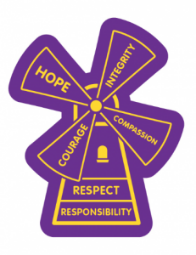 HOPE
INTEGRITY
COURAGE
COMPASSION
RESPECT
RESPONSIBILITY